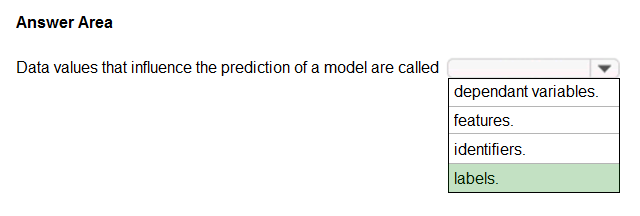 Answer Area
Data values that influence the prediction of a model are called
dependant variables.
features.
identifiers.
labels.